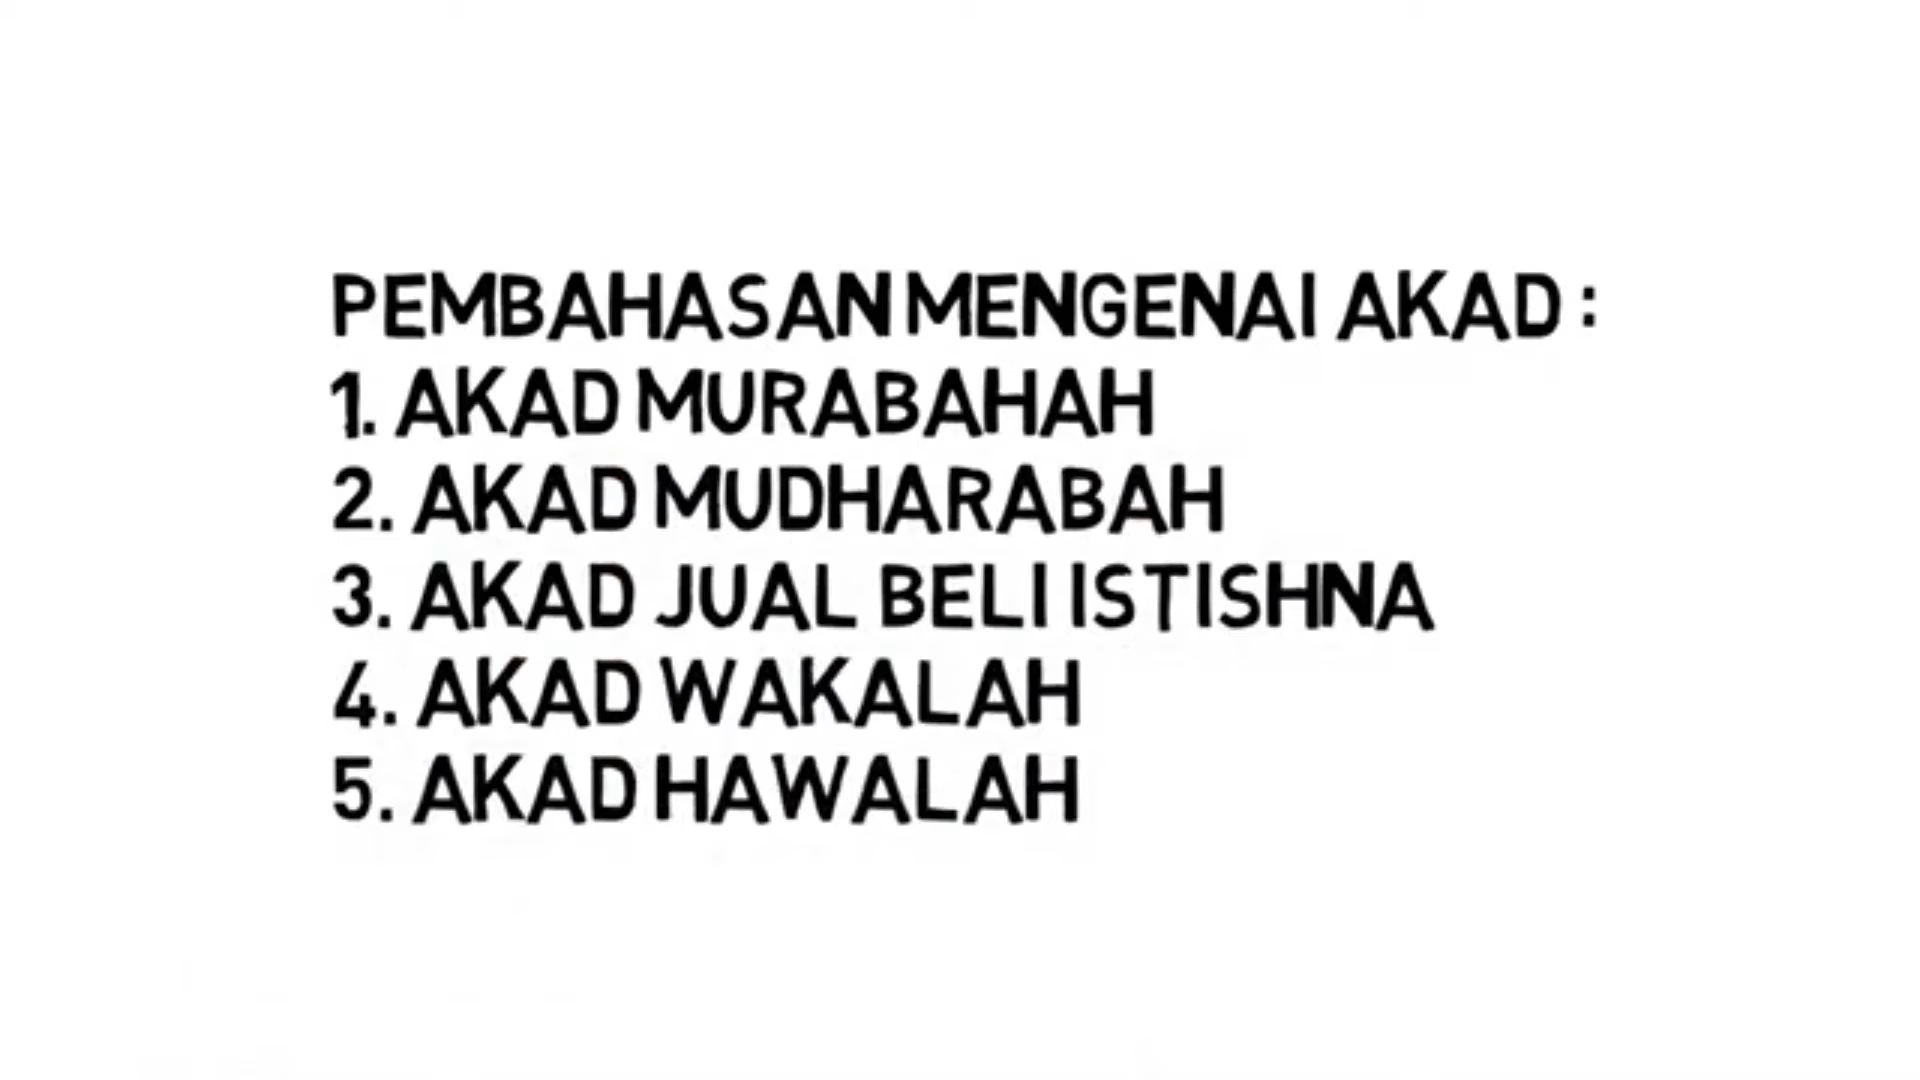 PEMBAHASAN MENGENAI AKAD :
1. AKAD MURABAHAH
2. AKAD MUDHARABAH
3. AKAD JUAL BELI ISTISHNA
4. AKAD WAKALAH
5. AKAD HAWALAH